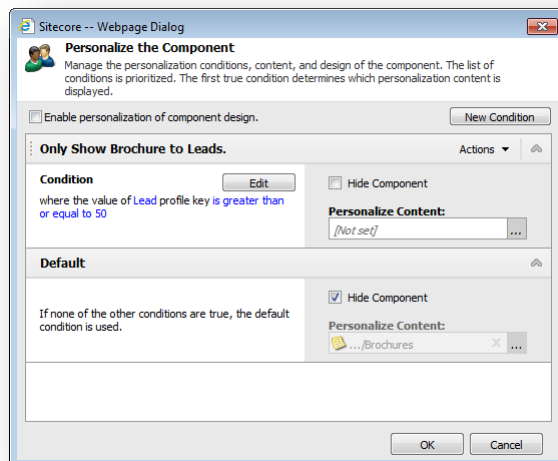 Sitecore -- Webpage Dialog
Personalize the Component
Manage the personalization conditions, content, and design of the component. The list of
conditions is prioritized. The first true condition determines which personalization content is
displayed.
Enable personalization of component design.
New Condition
Only Show Brochure to Leads.
Actions
Condition
Edit
where the value of Lead profile key is greater than
or equal to 50
Hide Component
Personalize Content:
[Not set]
...
Default
If none of the other conditions are true, the default
condition is used.
Hide Component
Personalize Content:
.../Brochures
...
OK
Cancel